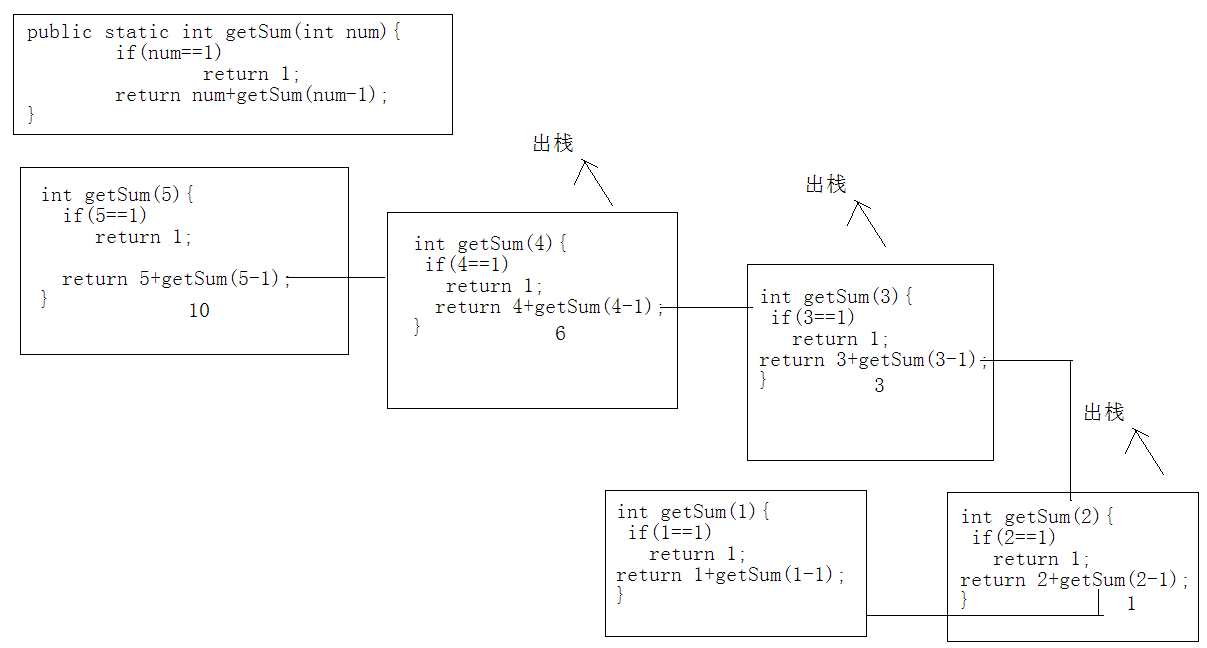 public static int getSum(int num){
if(num==1)
return 1;
return num+getSum(num-1);
}
出栈
出栈
int getSum(5){
if(5==1)
return 1;
return 5+getSum(5-1);
}
10
int getSum(4){
if(4==1)
return 1;
return 4+getSum(4-1);
}
6
int getSum(3){
if(3==1)
return 1;
return 3+getSum(3-1);
}
3
出栈
int getSum(1){
if(1==1)
return 1;
return 1+getSum(1-1);
}
int getSum(2){
if(2==1)
return 1;
return 2+getSum(2-1);
}
1